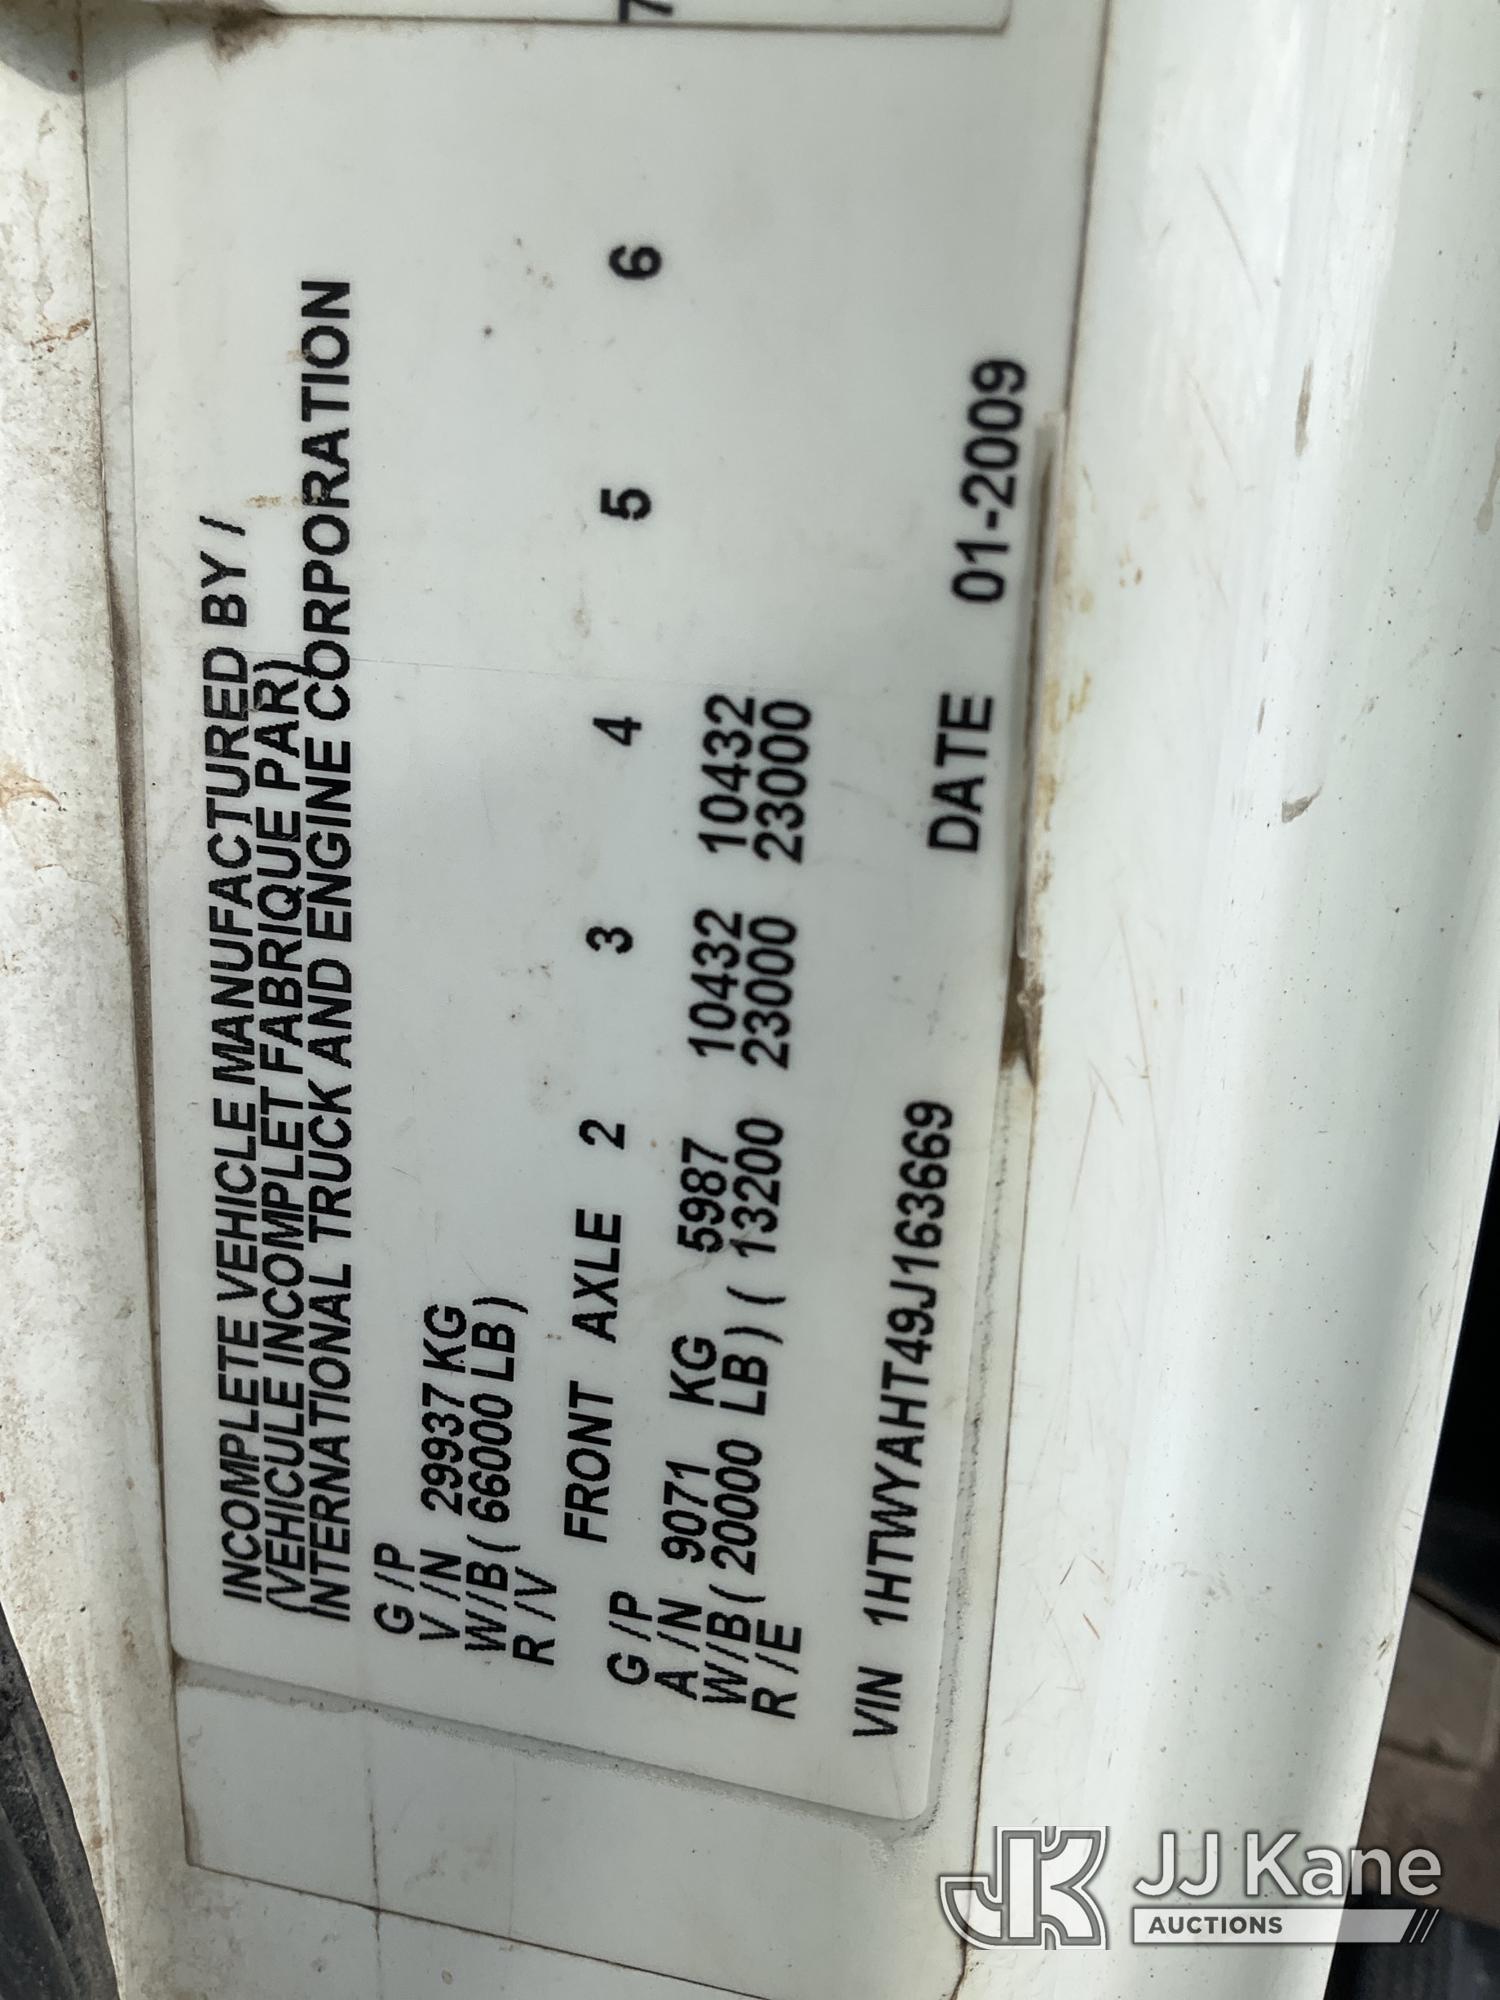 INCOMPLETE VEHICLE MANUFACTURED BY /
(VEHICULE INCOMPLET FABRIQUE PAR)
INTERNATIONAL TRUCK AND ENGINE CORPORATION
G /P
V /N 29937 KG
W/B ( 66000 LB )
R /V
FRONT AXLE 2 3 4 5 6
G /P
A /N 9071 KG 5987 10432 10432
W/B ( 20000 LB ) ( 13200 23000 23000
R /E
VIN 1HTWYAHT49J163669 DATE 01-2009
7
JJ Kane
AUCTIONS